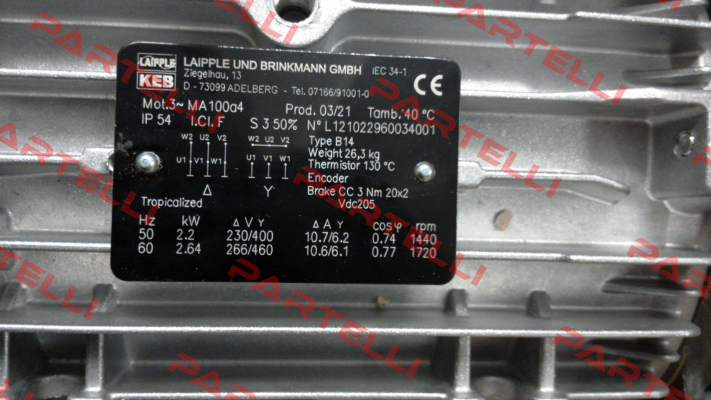 LAIPPLE KEB
LAIPPLE UND BRINKMANN GMBH IEC 34-1
Ziegelhau, 13
D - 73099 ADELBERG - Tel. 07166/91001-0
CE
Mot.3~ MA100a4 Prod. 03/21 Tamb. 40 °C
IP 54 I.Cl. F S 3 50% N° L121022960034001
W2 U2 V2 W2 U2 V2 Type B14
Weight 26,3 kg
U1 V1 W1 U1 V1 W1 Thermistor 130 °C
Encoder
Δ Y Brake CC 3 Nm 20x2
Tropicalized Vdc205
Hz kW Δ V Y Δ A Y cos φ rpm
50 2.2 230/400 10.7/6.2 0.74 1440
60 2.64 266/460 10.6/6.1 0.77 1720
PARTELLI
PARTELLI
PARTELLI
PARTELLI